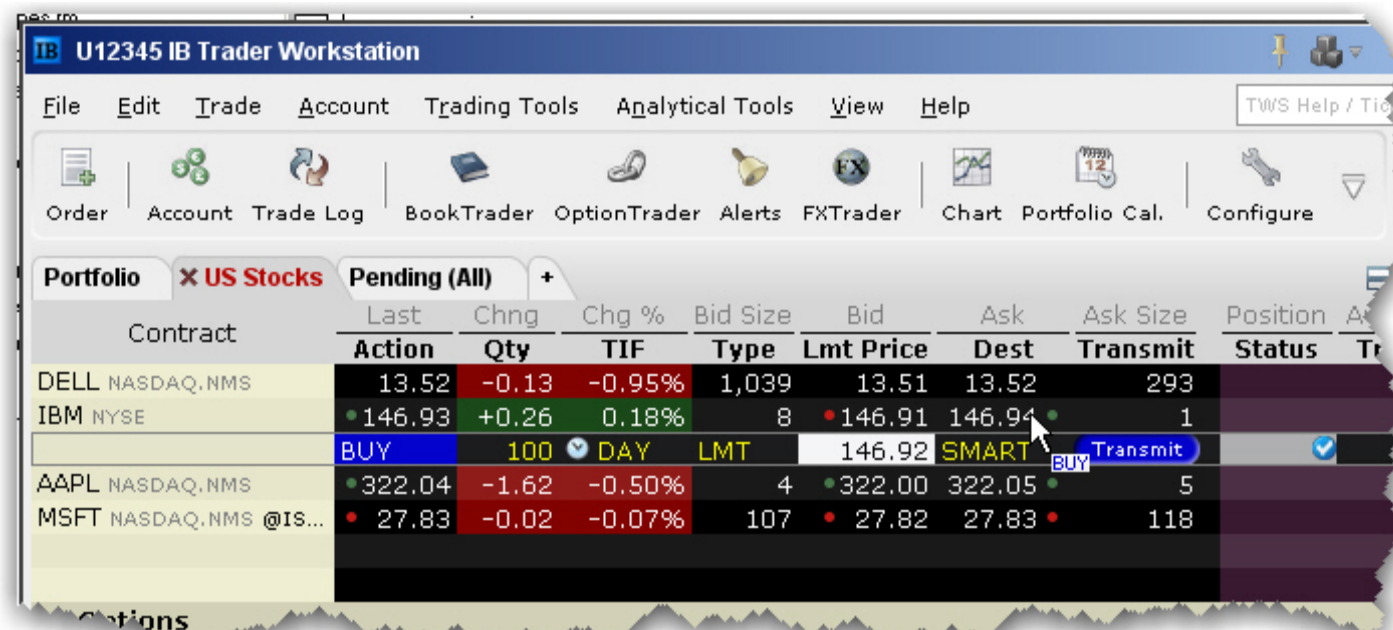 U12345 IB Trader Workstation
File Edit Trade Account Trading Tools Analytical Tools View Help TWS Help / Tic
Order Account Trade Log BookTrader OptionTrader Alerts FXTrader Chart Portfolio Cal. Configure
Portfolio US Stocks Pending (All) +
Contract Last Chng Chg % Bid Size Bid Ask Ask Size Position
Action Qty TIF Type Lmt Price Dest Transmit Status
DELL NASDAQ.NMS 13.52 -0.13 -0.95% 1,039 13.51 13.52 293
IBM NYSE 146.93 +0.26 0.18% 8 146.91 146.94 1
BUY 100 DAY LMT 146.92 SMART Transmit
BUY
AAPL NASDAQ.NMS 322.04 -1.62 -0.50% 4 322.00 322.05 5
MSFT NASDAQ.NMS @IS... 27.83 -0.02 -0.07% 107 27.82 27.83 118